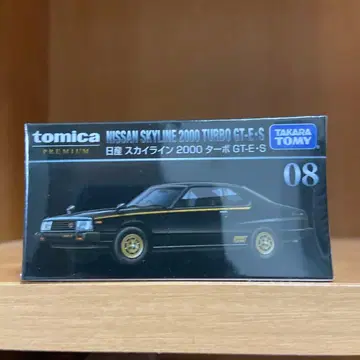 tomica
PREMIUM
NISSAN SKYLINE 2000 TURBO GT-E・S
日産 スカイライン 2000 ターボ GT-E・S
TAKARA
TOMY
08